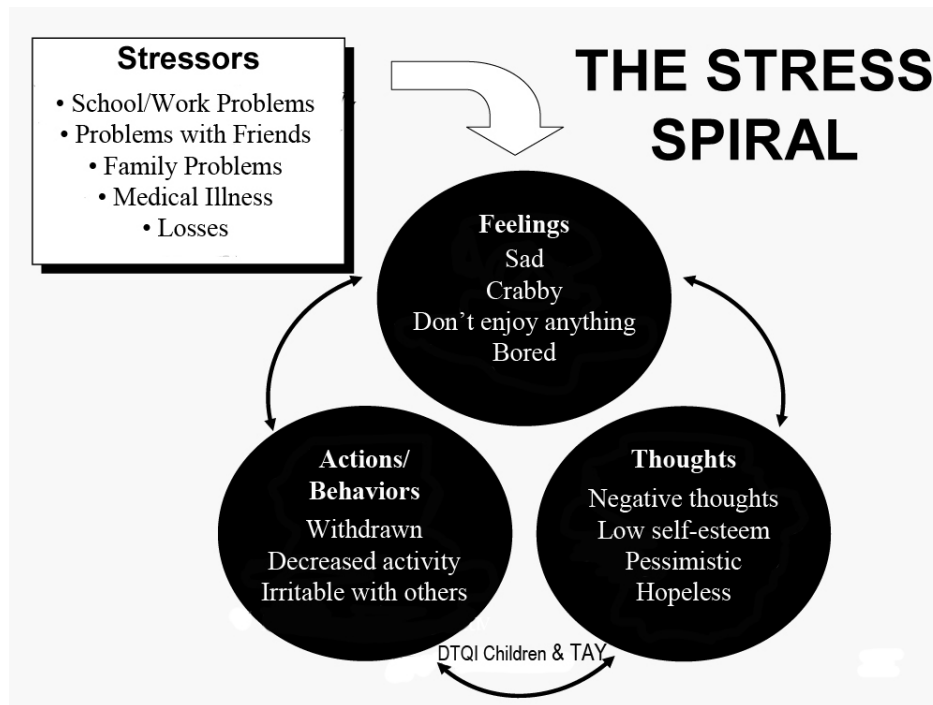 Stressors
• School/Work Problems
• Problems with Friends
• Family Problems
• Medical Illness
• Losses
THE STRESS
SPIRAL
Feelings
Sad
Crabby
Don’t enjoy anything
Bored
Actions/
Behaviors
Withdrawn
Decreased activity
Irritable with others
Thoughts
Negative thoughts
Low self-esteem
Pessimistic
Hopeless
DTQI Children & TAY